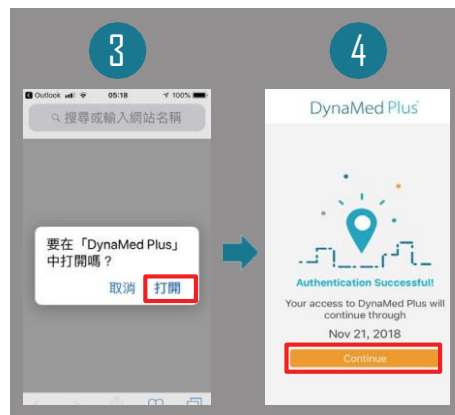 3
Outlook 05:18 100%
搜尋或輸入網站名稱
要在「DynaMed Plus」
中打開嗎？
取消 打開
4
DynaMed Plus
Authentication Successful!
Your access to DynaMed Plus will
continue through
Nov 21, 2018
Continue